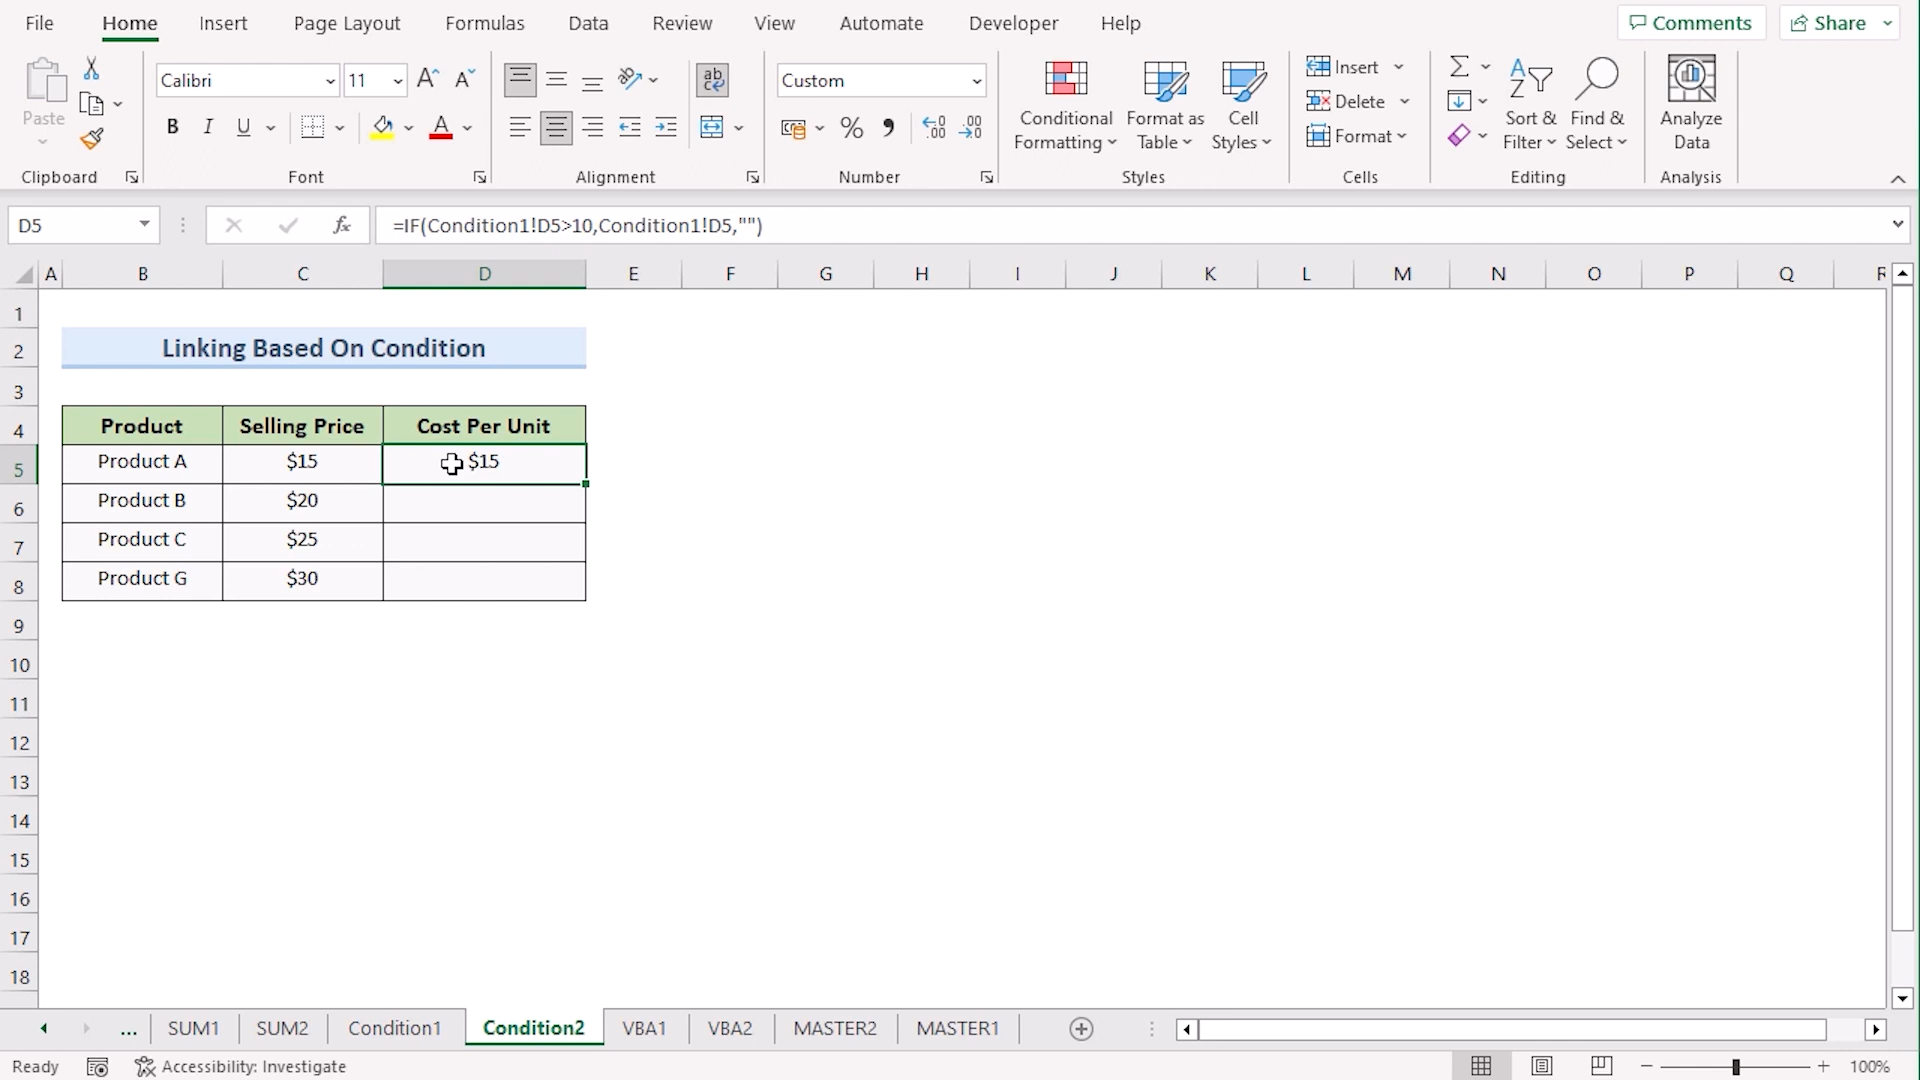 File Home Insert Page Layout Formulas Data Review View Automate Developer Help Comments Share
Paste
Calibri 11
B I U
ab
Custom
% 
Conditional Formatting
Format as Table
Cell Styles
Insert
Delete
Format
Sort & Filter
Find & Select
Analyze Data
Clipboard Font Alignment Number Styles Cells Editing Analysis
D5 fx =IF(Condition1!D5>10,Condition1!D5,"")
A B C D E F G H I J K L M N O P Q R
1
2 Linking Based On Condition
3
4 Product Selling Price Cost Per Unit
5 Product A $15 $15
6 Product B $20
7 Product C $25
8 Product G $30
9
10
11
12
13
14
15
16
17
18
... SUM1 SUM2 Condition1 Condition2 VBA1 VBA2 MASTER2 MASTER1
Ready Accessibility: Investigate 100%